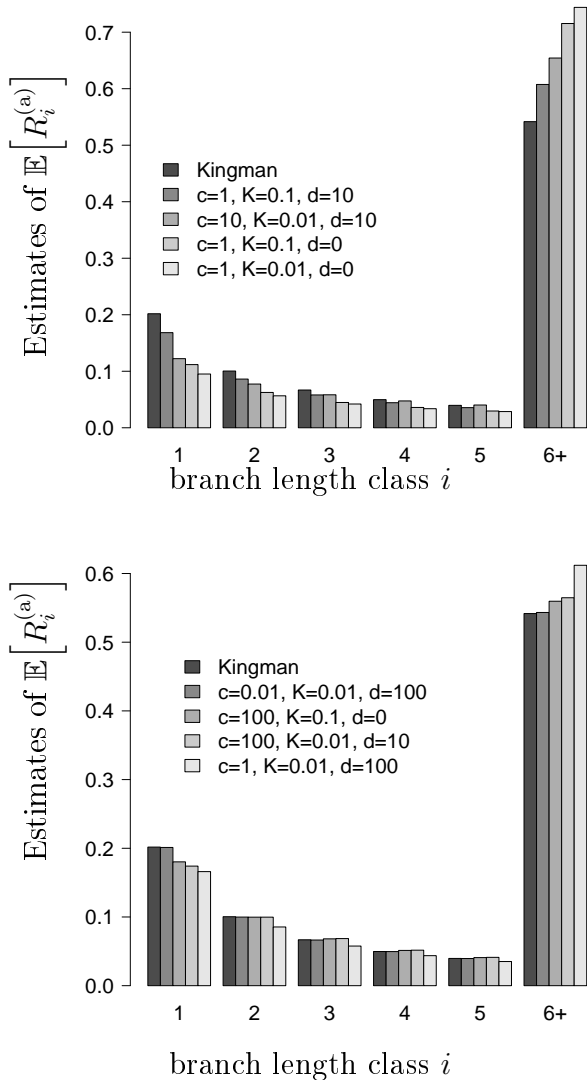 0.7
0.6
0.5
0.4
0.3
0.2
0.1
0.0
Estimates of 𝔼[R_i^(a)]
Kingman
c=1, K=0.1, d=10
c=10, K=0.01, d=10
c=1, K=0.1, d=0
c=1, K=0.01, d=0
1 2 3 4 5 6+
branch length class i
0.6
0.5
0.4
0.3
0.2
0.1
0.0
Estimates of 𝔼[R_i^(a)]
Kingman
c=0.01, K=0.01, d=100
c=100, K=0.1, d=0
c=100, K=0.01, d=10
c=1, K=0.01, d=100
1 2 3 4 5 6+
branch length class i